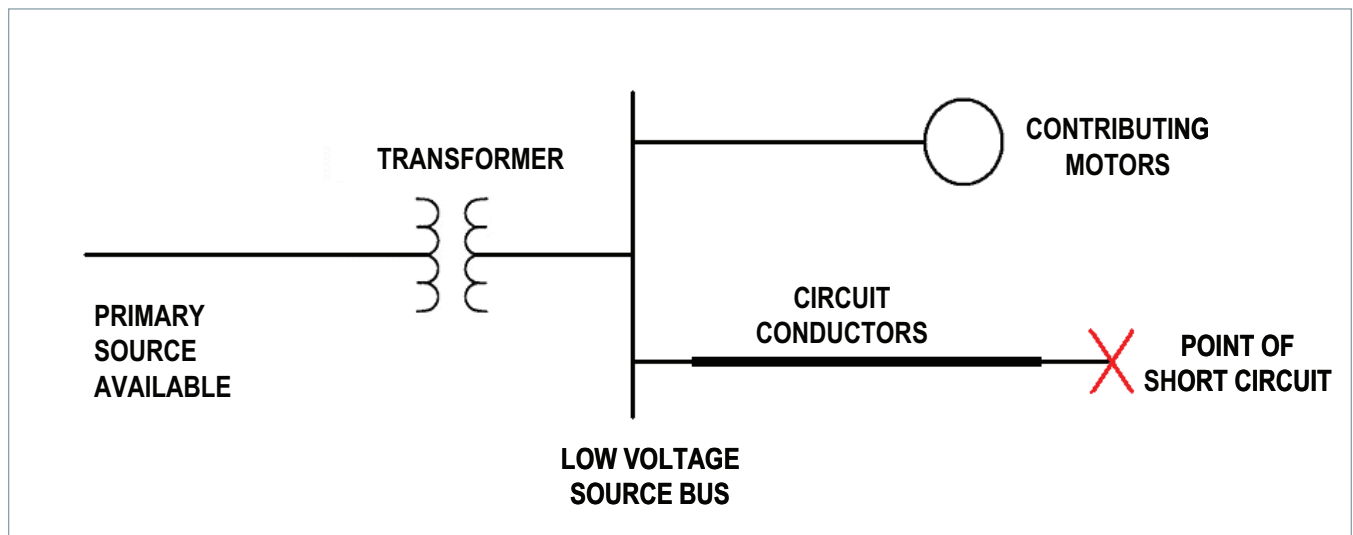 TRANSFORMER
CONTRIBUTING
MOTORS
PRIMARY
SOURCE
AVAILABLE
CIRCUIT
CONDUCTORS
POINT OF
SHORT CIRCUIT
LOW VOLTAGE
SOURCE BUS